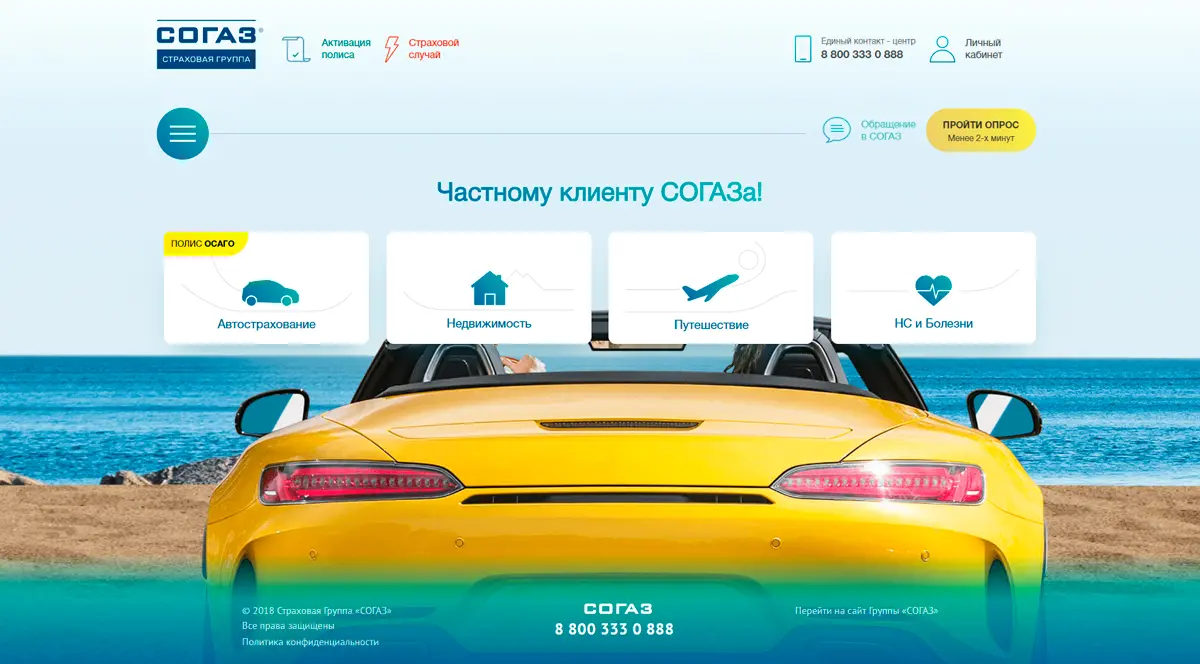 СОГАЗ®
СТРАХОВАЯ ГРУППА
Активация
полиса
Страховой
случай
Единый контакт - центр
8 800 333 0 888
Личный
кабинет
Обращение
в СОГАЗ
ПРОЙТИ ОПРОС
Менее 2-х минут
Частному клиенту СОГАЗа!
ПОЛИС ОСАГО
Автострахование
Недвижимость
Путешествие
НС и Болезни
© 2018 Страховая Группа «СОГАЗ»
Все права защищены
Политика конфиденциальности
СОГАЗ
8 800 333 0 888
Перейти на сайт Группы «СОГАЗ»